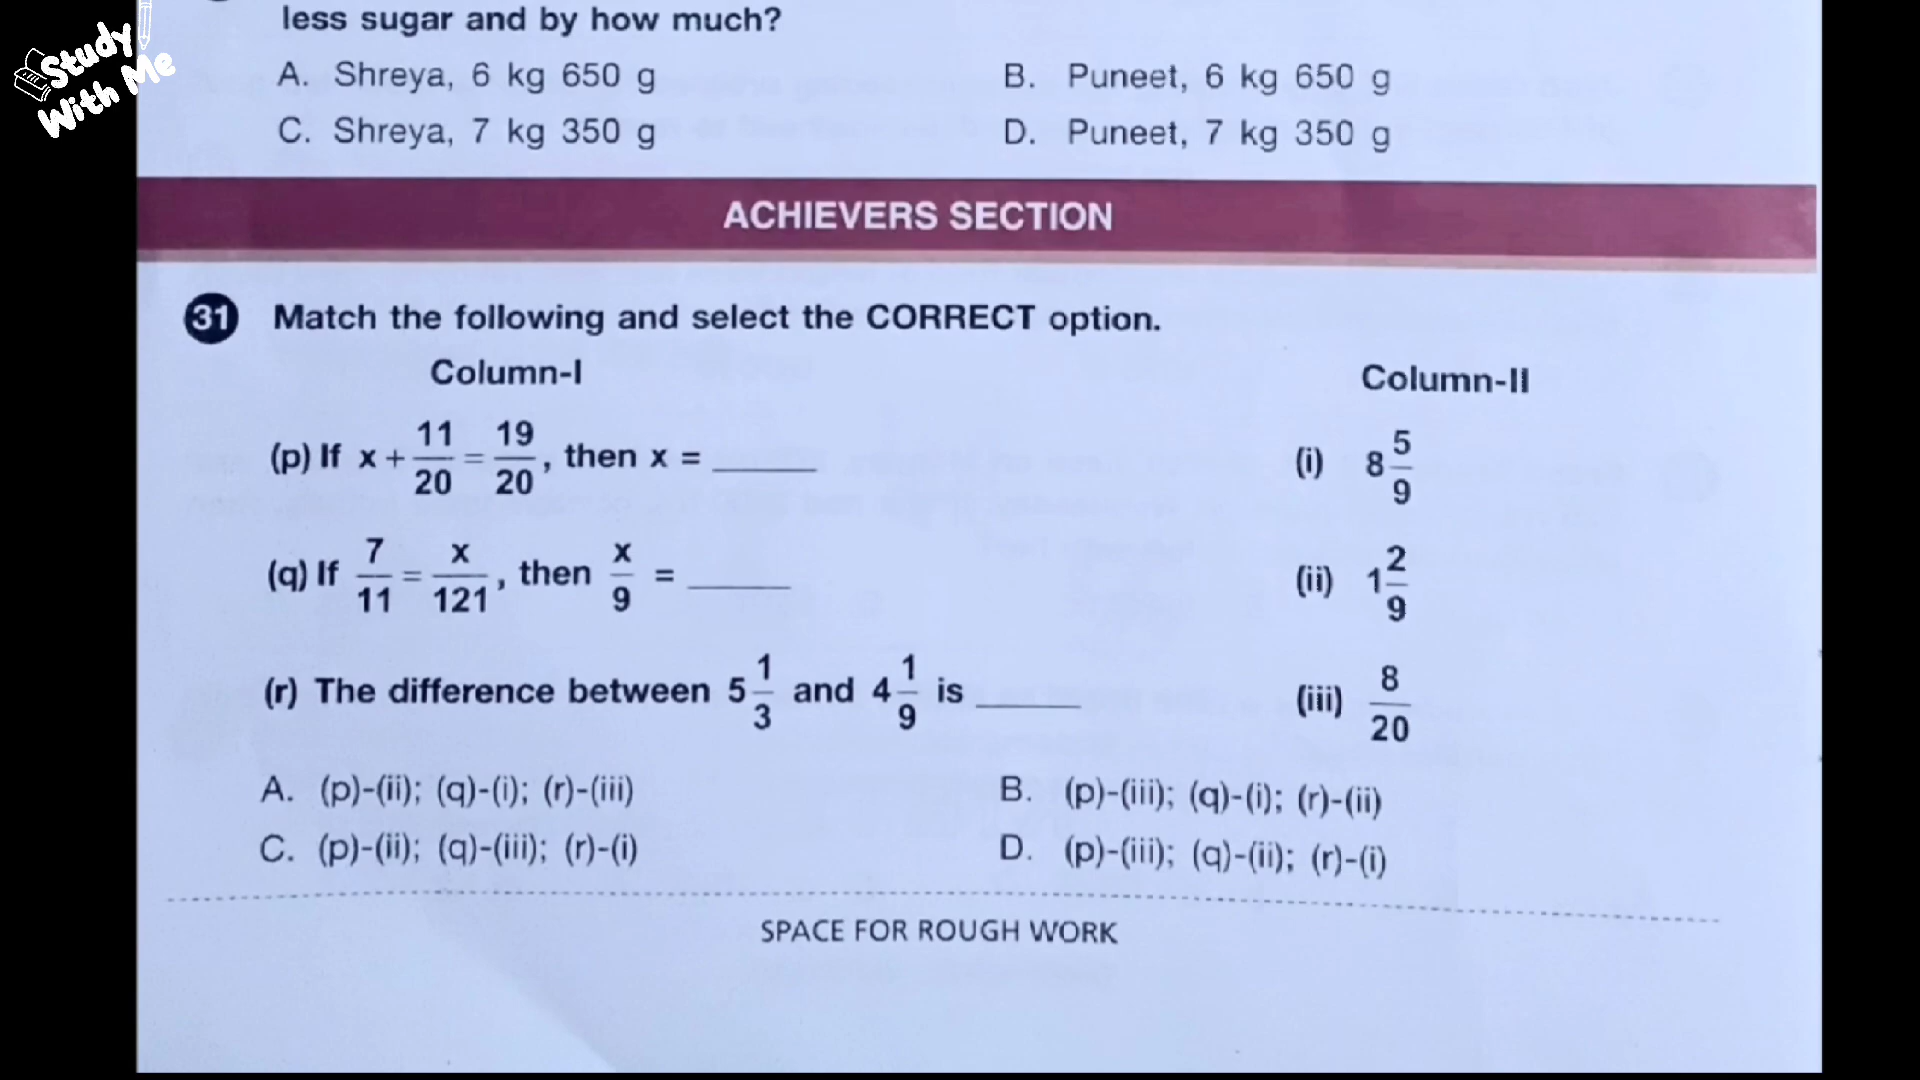 Study
With Me
less sugar and by how much?
A. Shreya, 6 kg 650 g B. Puneet, 6 kg 650 g
C. Shreya, 7 kg 350 g D. Puneet, 7 kg 350 g
ACHIEVERS SECTION
31 Match the following and select the CORRECT option.
Column-I Column-II
(p) If x + 11/20 = 19/20, then x = ______ (i) 8 5/9
(q) If 7/11 = x/121, then x/9 = ______ (ii) 1 2/9
(r) The difference between 5 1/3 and 4 1/9 is ______ (iii) 8/20
A. (p)-(ii); (q)-(i); (r)-(iii) B. (p)-(iii); (q)-(i); (r)-(ii)
C. (p)-(ii); (q)-(iii); (r)-(i) D. (p)-(iii); (q)-(ii); (r)-(i)
SPACE FOR ROUGH WORK